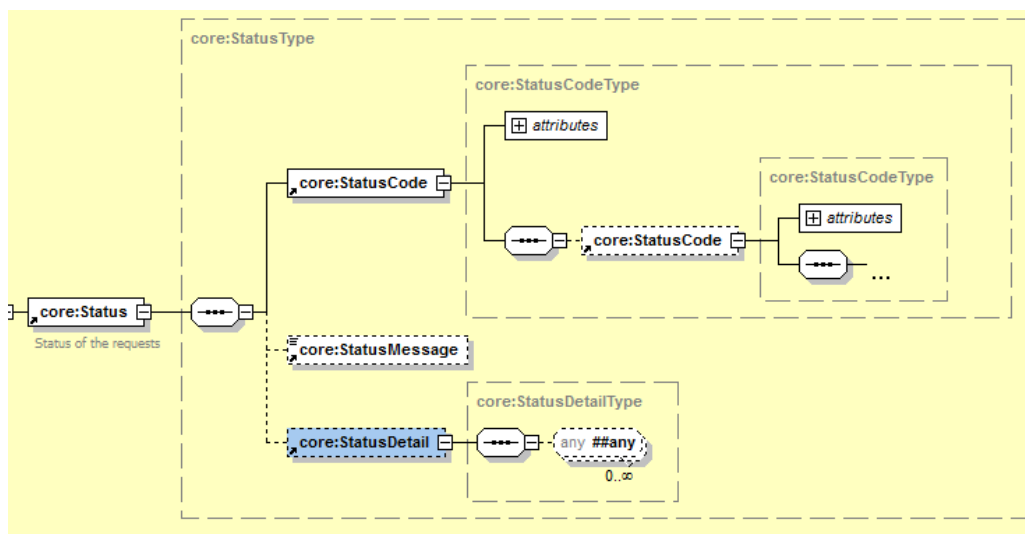 core:StatusType
core:StatusCodeType
attributes
core:StatusCodeType
core:StatusCode
attributes
core:StatusCode
...
core:Status
Status of the requests
core:StatusMessage
core:StatusDetailType
core:StatusDetail
any ##any
0..∞